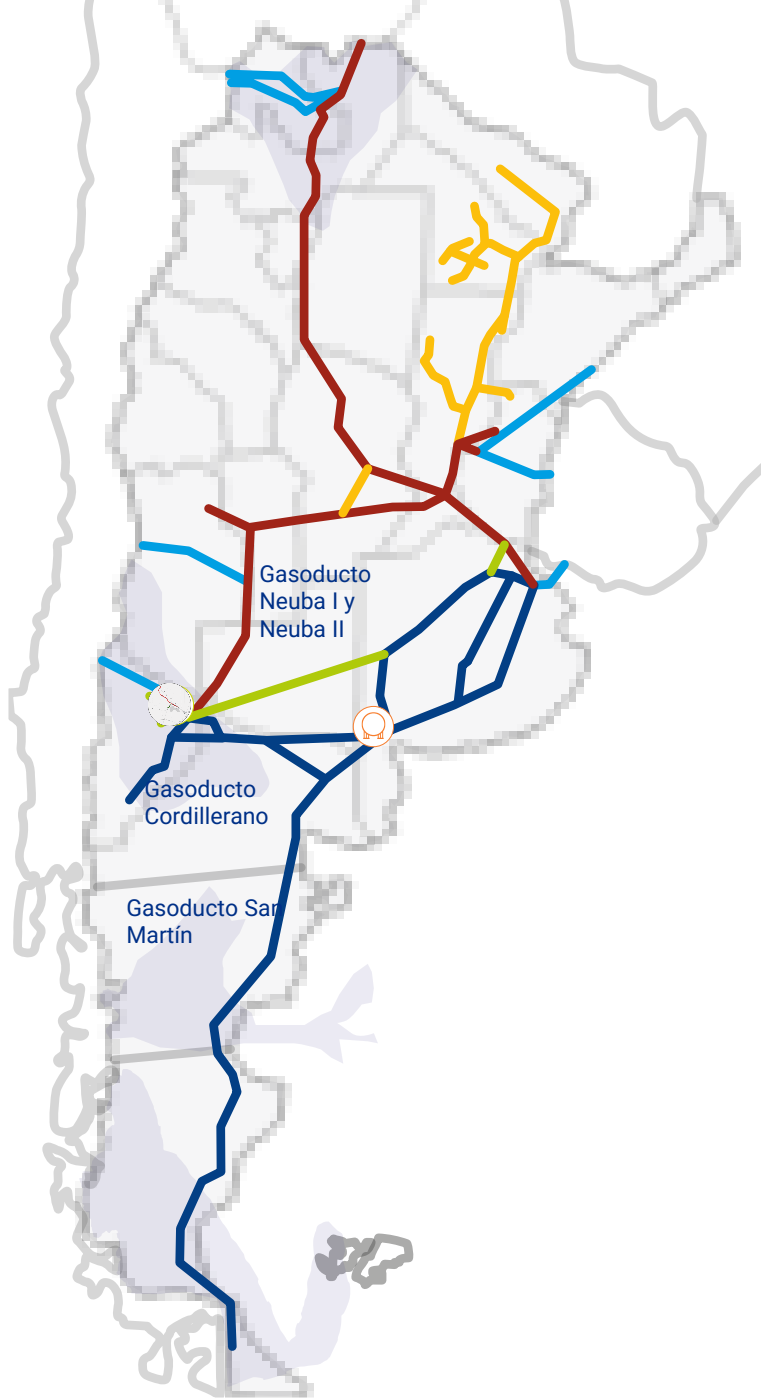 Gasoducto
Neuba I y
Neuba II
Gasoducto
Cordillerano
Gasoducto San
Martín